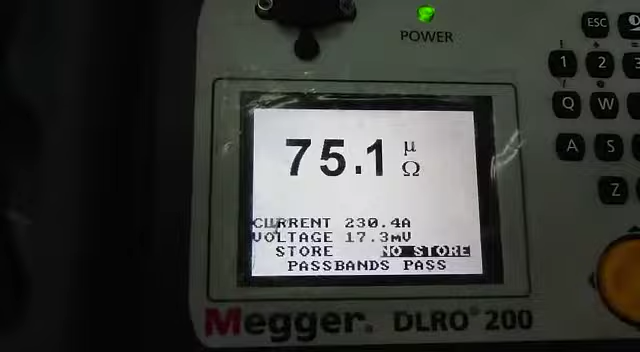 POWER
ESC
1 2 3
Q W
A S
Z
75.1 μΩ
CURRENT 230.4A
VOLTAGE 17.3mV
STORE NO STORE
PASSBANDS PASS
Megger. DLRO® 200